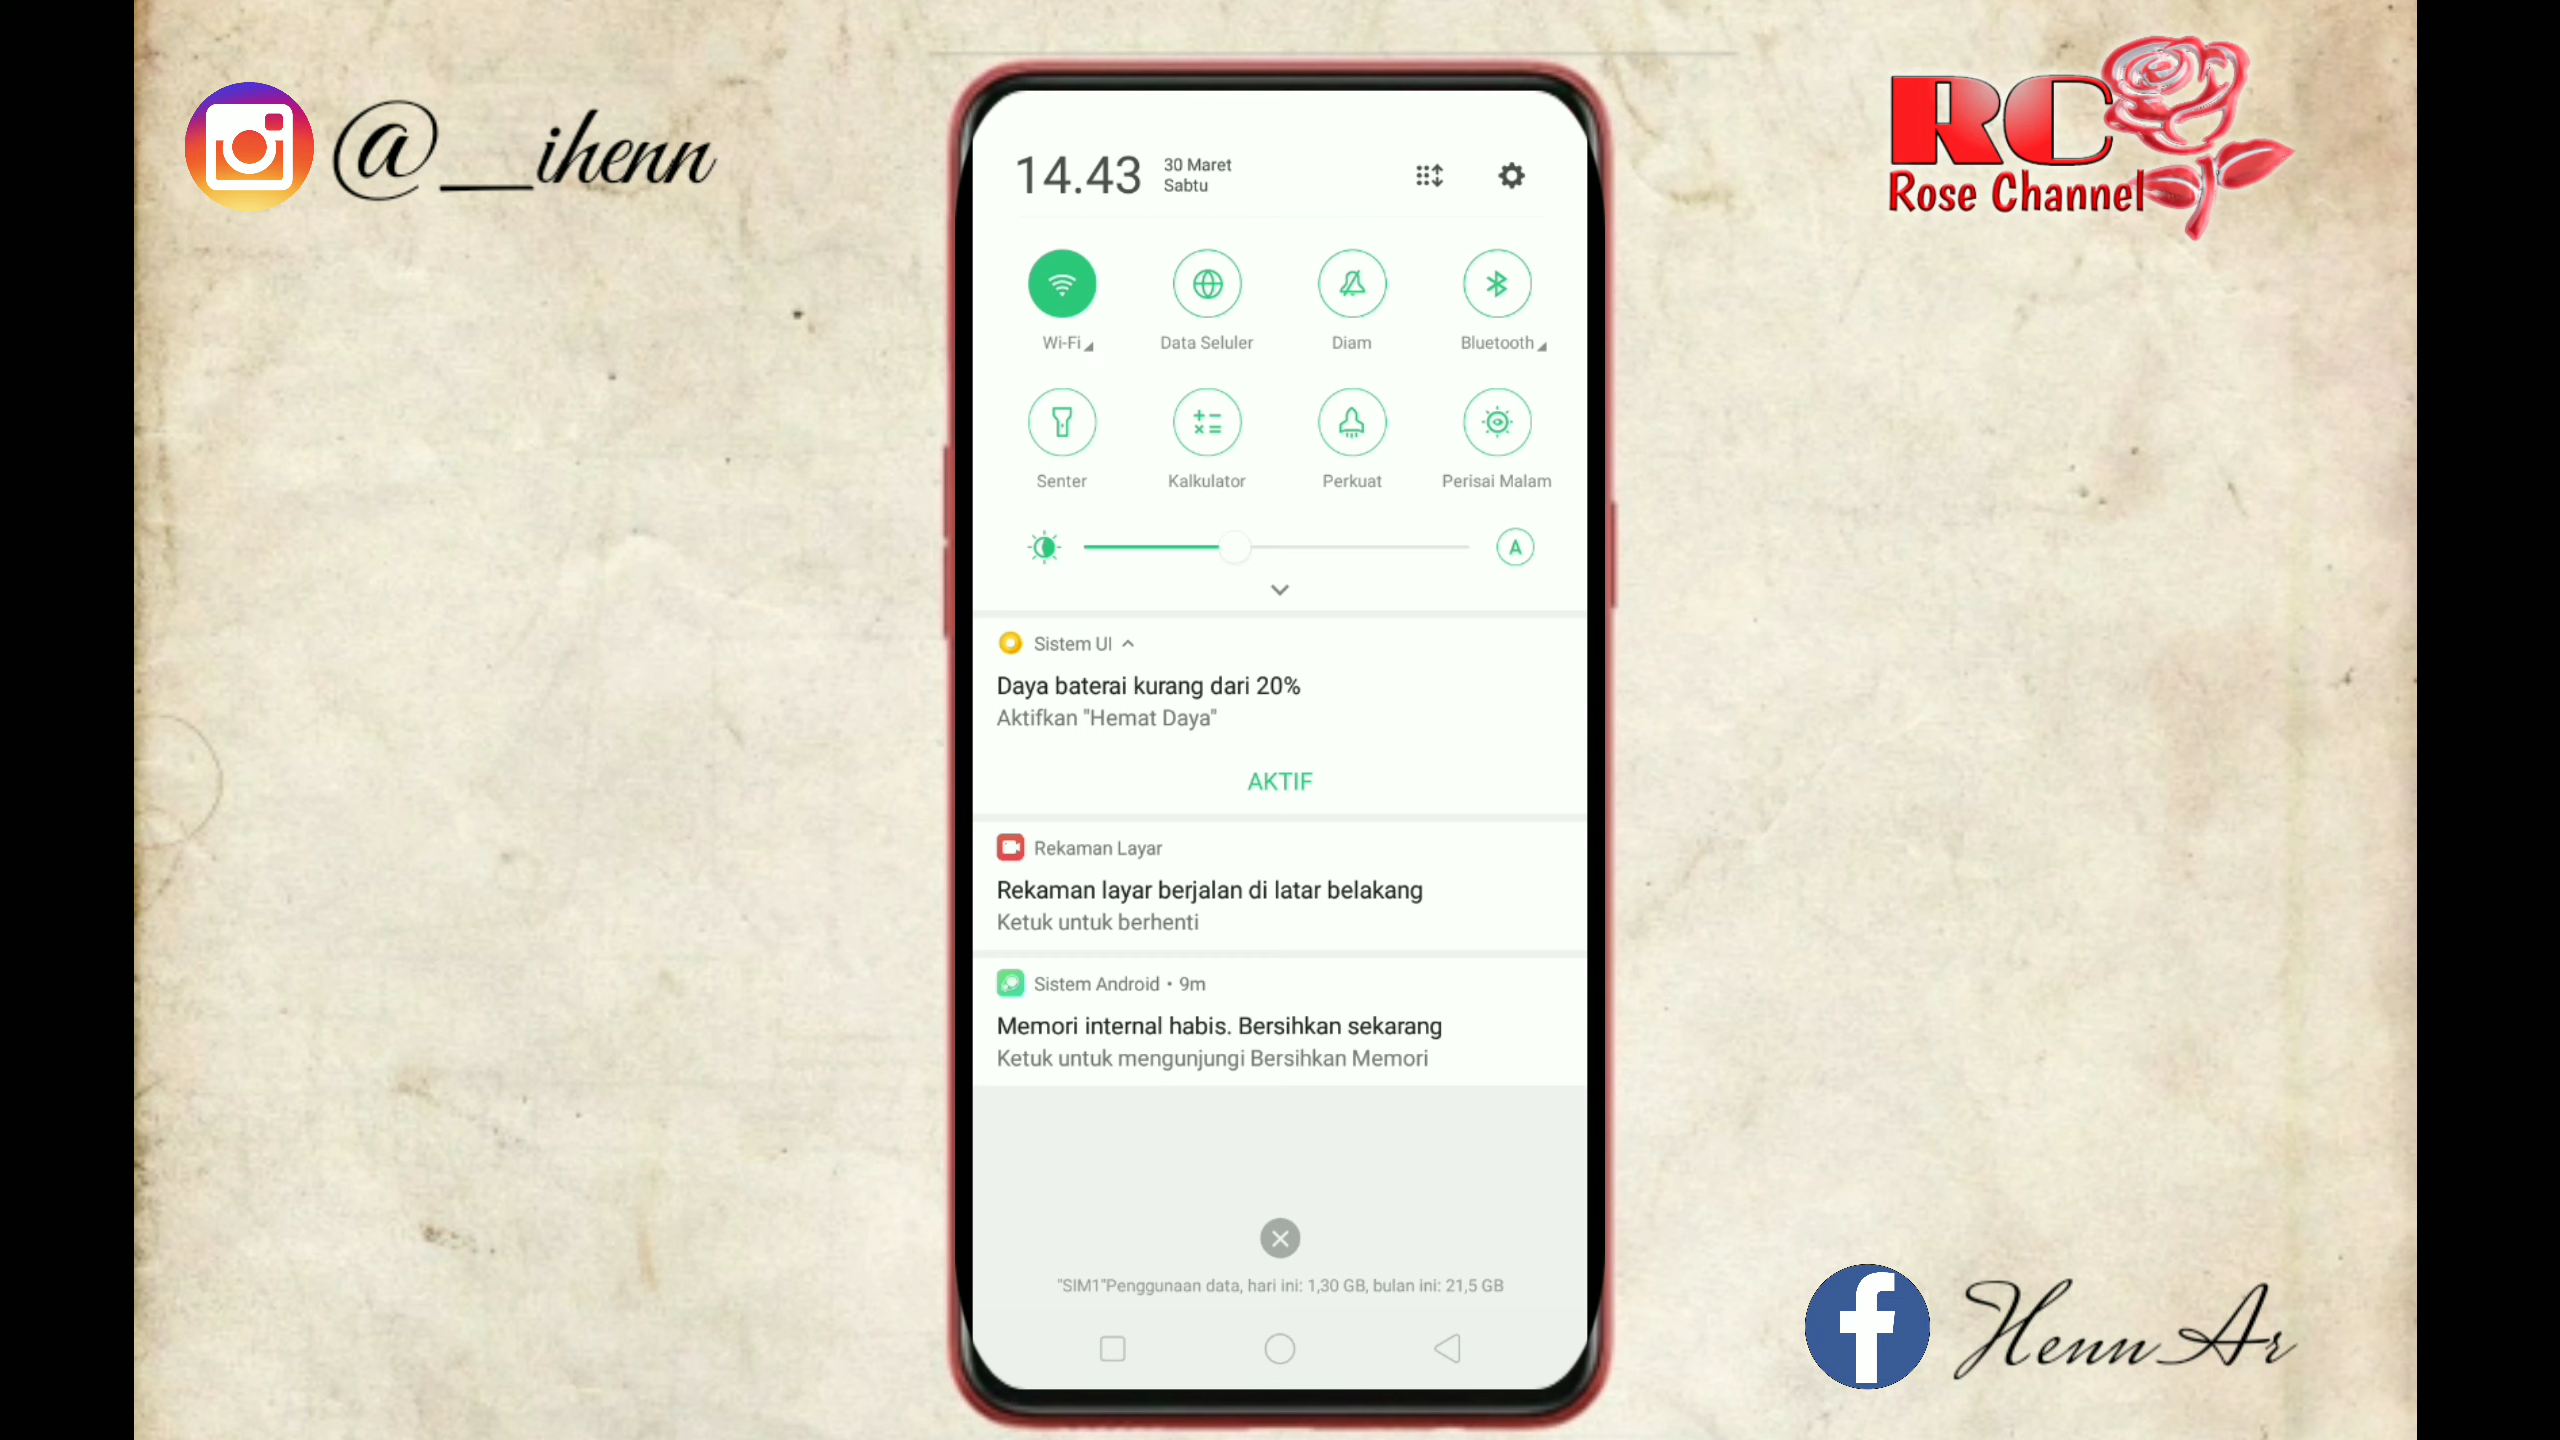 @__ihenn
RC
Rose Channel
14.43
30 Maret
Sabtu
Wi-Fi
Data Seluler
Diam
Bluetooth
Senter
Kalkulator
Perkuat
Perisai Malam
A
Sistem UI
Daya baterai kurang dari 20%
Aktifkan "Hemat Daya"
AKTIF
Rekaman Layar
Rekaman layar berjalan di latar belakang
Ketuk untuk berhenti
Sistem Android • 9m
Memori internal habis. Bersihkan sekarang
Ketuk untuk mengunjungi Bersihkan Memori
"SIM1"Penggunaan data, hari ini: 1,30 GB, bulan ini: 21,5 GB
Henn Ar